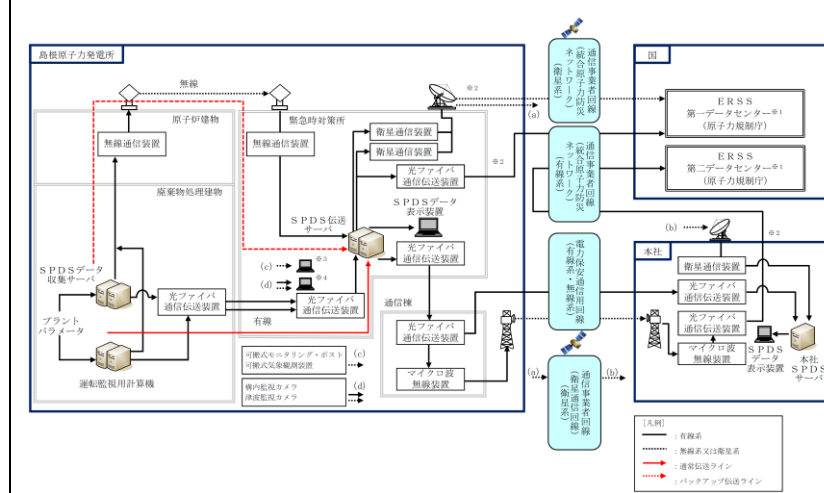 島根原子力発電所
無線
原子炉建物
無線通信装置
廃棄物処理建物
緊急時対策所
無線通信装置
※2
(a)
衛星通信装置
衛星通信装置
※2
光ファイバ
通信伝送装置
SPDS伝送
サーバ
SPDSデータ
表示装置
光ファイバ
通信伝送装置
(c)
※3
(d)
※4
SPDSデータ
収集サーバ
光ファイバ
通信伝送装置
光ファイバ
通信伝送装置
プラント
パラメータ
有線
運転監視用計算機
通信棟
光ファイバ
通信伝送装置
マイクロ波
無線装置
可搬式モニタリング・ポスト
可搬式気象観測装置
(c)
構内監視カメラ
津波監視カメラ
(d)
通信事業者回線
(統合原子力防災
ネットワーク)
(衛星系)
通信事業者回線
(統合原子力防災
ネットワーク)
(有線系)
電力保安通信用回線
(有線系・無線系)
(a)
通信事業者回線
(衛星通信回線)
(衛星系)
(b)
国
ERSS
第一データセンター※1
(原子力規制庁)
ERSS
第二データセンター※1
(原子力規制庁)
(b)
※2
本社
衛星通信装置
光ファイバ
通信伝送装置
光ファイバ
通信伝送装置
マイクロ波
無線装置
SPDS
データ
表示装置
本社
SPDS
サーバ
[凡例]
:有線系
:無線系又は衛星系
:通常伝送ライン
:バックアップ伝送ライン